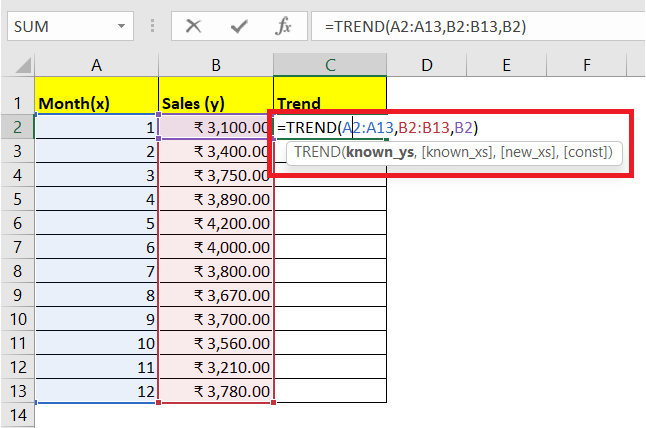 SUM =TREND(A2:A13,B2:B13,B2)
A B C D E F
1 Month(x) Sales (y) Trend
2 1 ₹ 3,100.00 =TREND(A2:A13,B2:B13,B2)
TREND(known_ys, [known_xs], [new_xs], [const])
3 2 ₹ 3,400.00
4 3 ₹ 3,750.00
5 4 ₹ 3,890.00
6 5 ₹ 4,200.00
7 6 ₹ 4,000.00
8 7 ₹ 3,800.00
9 8 ₹ 3,670.00
10 9 ₹ 3,700.00
11 10 ₹ 3,560.00
12 11 ₹ 3,210.00
13 12 ₹ 3,780.00
14